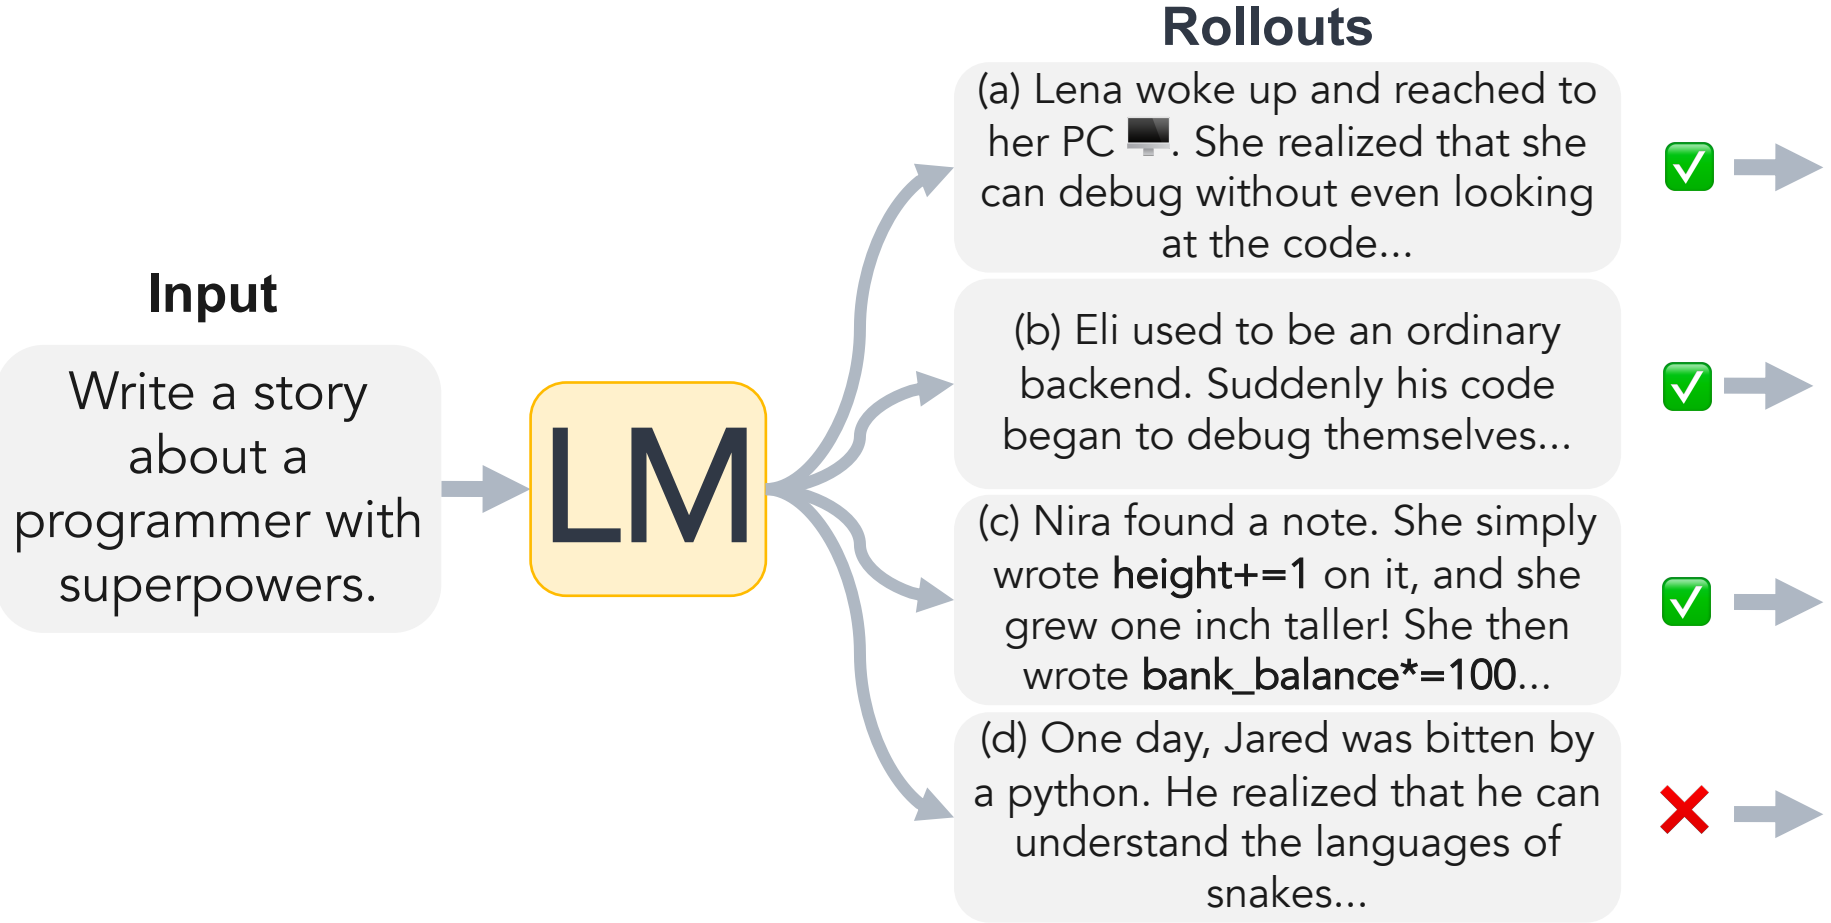 Rollouts
(a) Lena woke up and reached to
her PC 🖥️. She realized that she
can debug without even looking
at the code...
Input
Write a story
about a
programmer with
superpowers.
LM
(b) Eli used to be an ordinary
backend. Suddenly his code
began to debug themselves...
(c) Nira found a note. She simply
wrote height+=1 on it, and she
grew one inch taller! She then
wrote bank_balance*=100...
(d) One day, Jared was bitten by
a python. He realized that he can
understand the languages of
snakes...